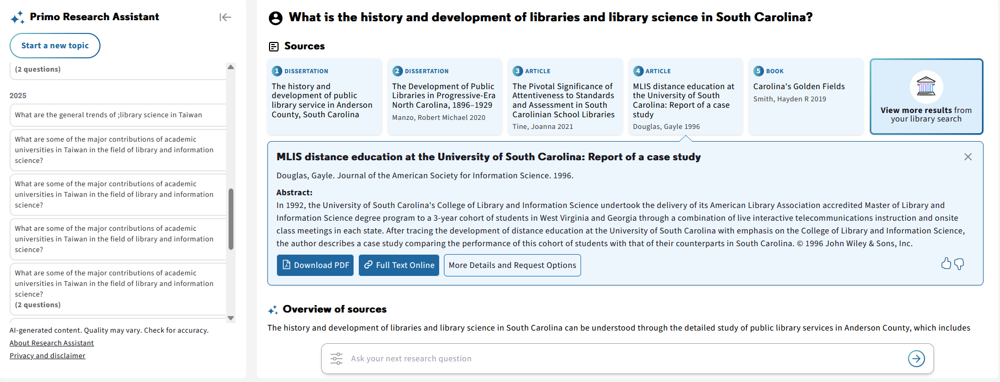 Primo Research Assistant
Start a new topic
(2 questions)
2025
What are the general trends of ;library science in Taiwan
What are some of the major contributions of academic
universities in Taiwan in the field of library and information
science?
What are some of the major contributions of academic
universities in Taiwan in the field of library and information
science?
What are some of the major contributions of academic
universities in Taiwan in the field of library and information
science?
What are some of the major contributions of academic
universities in Taiwan in the field of library and information
science?
(2 questions)
AI-generated content. Quality may vary. Check for accuracy.
About Research Assistant
Privacy and disclaimer
What is the history and development of libraries and library science in South Carolina?
Sources
1 DISSERTATION
The history and
development of public
library service in Anderson
County, South Carolina
2 DISSERTATION
The Development of Public
Libraries in Progressive-Era
North Carolina, 1896–1929
Manzo, Robert Michael 2020
3 ARTICLE
The Pivotal Significance of
Attentiveness to Standards
and Assessment in South
Carolinian School Libraries
Tine, Joanna 2021
4 ARTICLE
MLIS distance education at
the University of South
Carolina: Report of a case
study
Douglas, Gayle 1996
5 BOOK
Carolina's Golden Fields
Smith, Hayden R 2019
View more results from
your library search
MLIS distance education at the University of South Carolina: Report of a case study
Douglas, Gayle. Journal of the American Society for Information Science. 1996.
Abstract:
In 1992, the University of South Carolina's College of Library and Information Science undertook the delivery of its American Library Association accredited Master of Library and
Information Science degree program to a 3-year cohort of students in West Virginia and Georgia through a combination of live interactive telecommunications instruction and onsite
class meetings in each state. After tracing the development of distance education at the University of South Carolina with emphasis on the College of Library and Information Science,
the author describes a case study comparing the performance of this cohort of students with that of their counterparts in South Carolina. © 1996 John Wiley & Sons, Inc.
Download PDF
Full Text Online
More Details and Request Options
Overview of sources
The history and development of libraries and library science in South Carolina can be understood through the detailed study of public library services in Anderson County, which includes
Ask your next research question